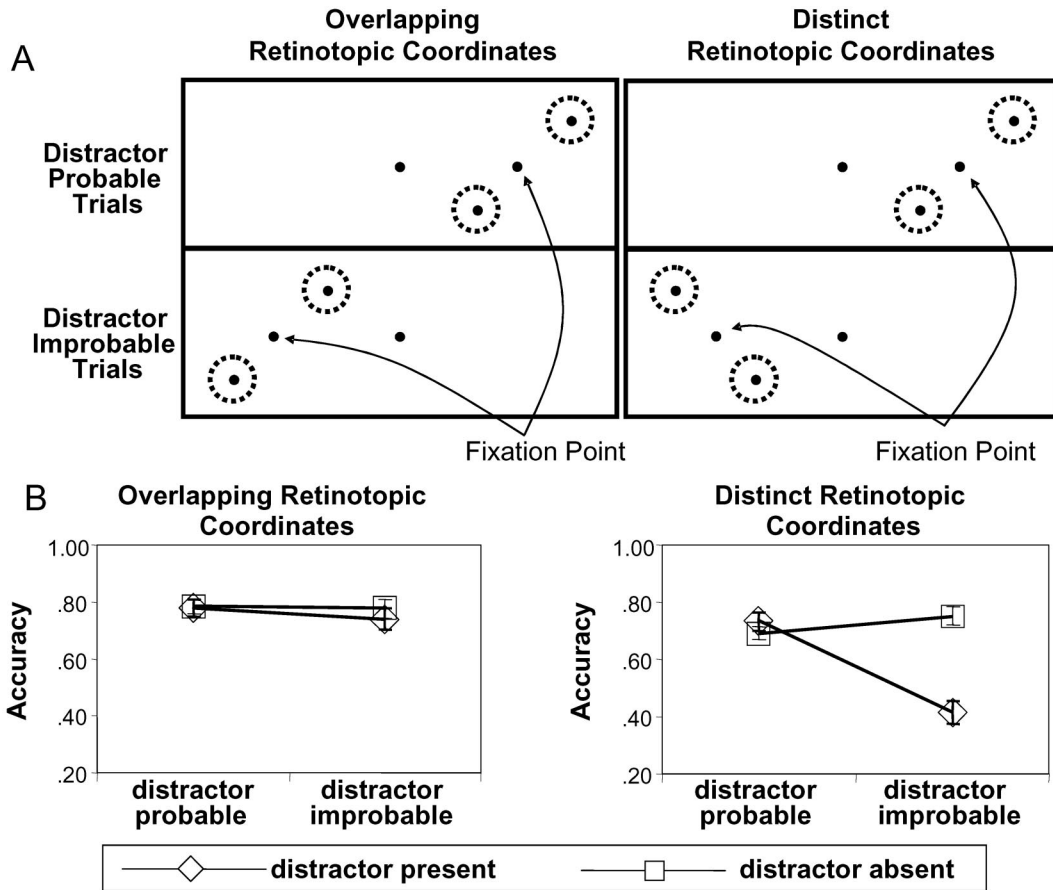 A
Overlapping
Retinotopic Coordinates
Distinct
Retinotopic Coordinates
Distractor
Probable
Trials
Distractor
Improbable
Trials
Fixation Point
Fixation Point
B
Overlapping Retinotopic
Coordinates
Accuracy
1.00
.80
.60
.40
.20
distractor
probable
distractor
improbable
Distinct Retinotopic
Coordinates
Accuracy
1.00
.80
.60
.40
.20
distractor
probable
distractor
improbable
distractor present
distractor absent